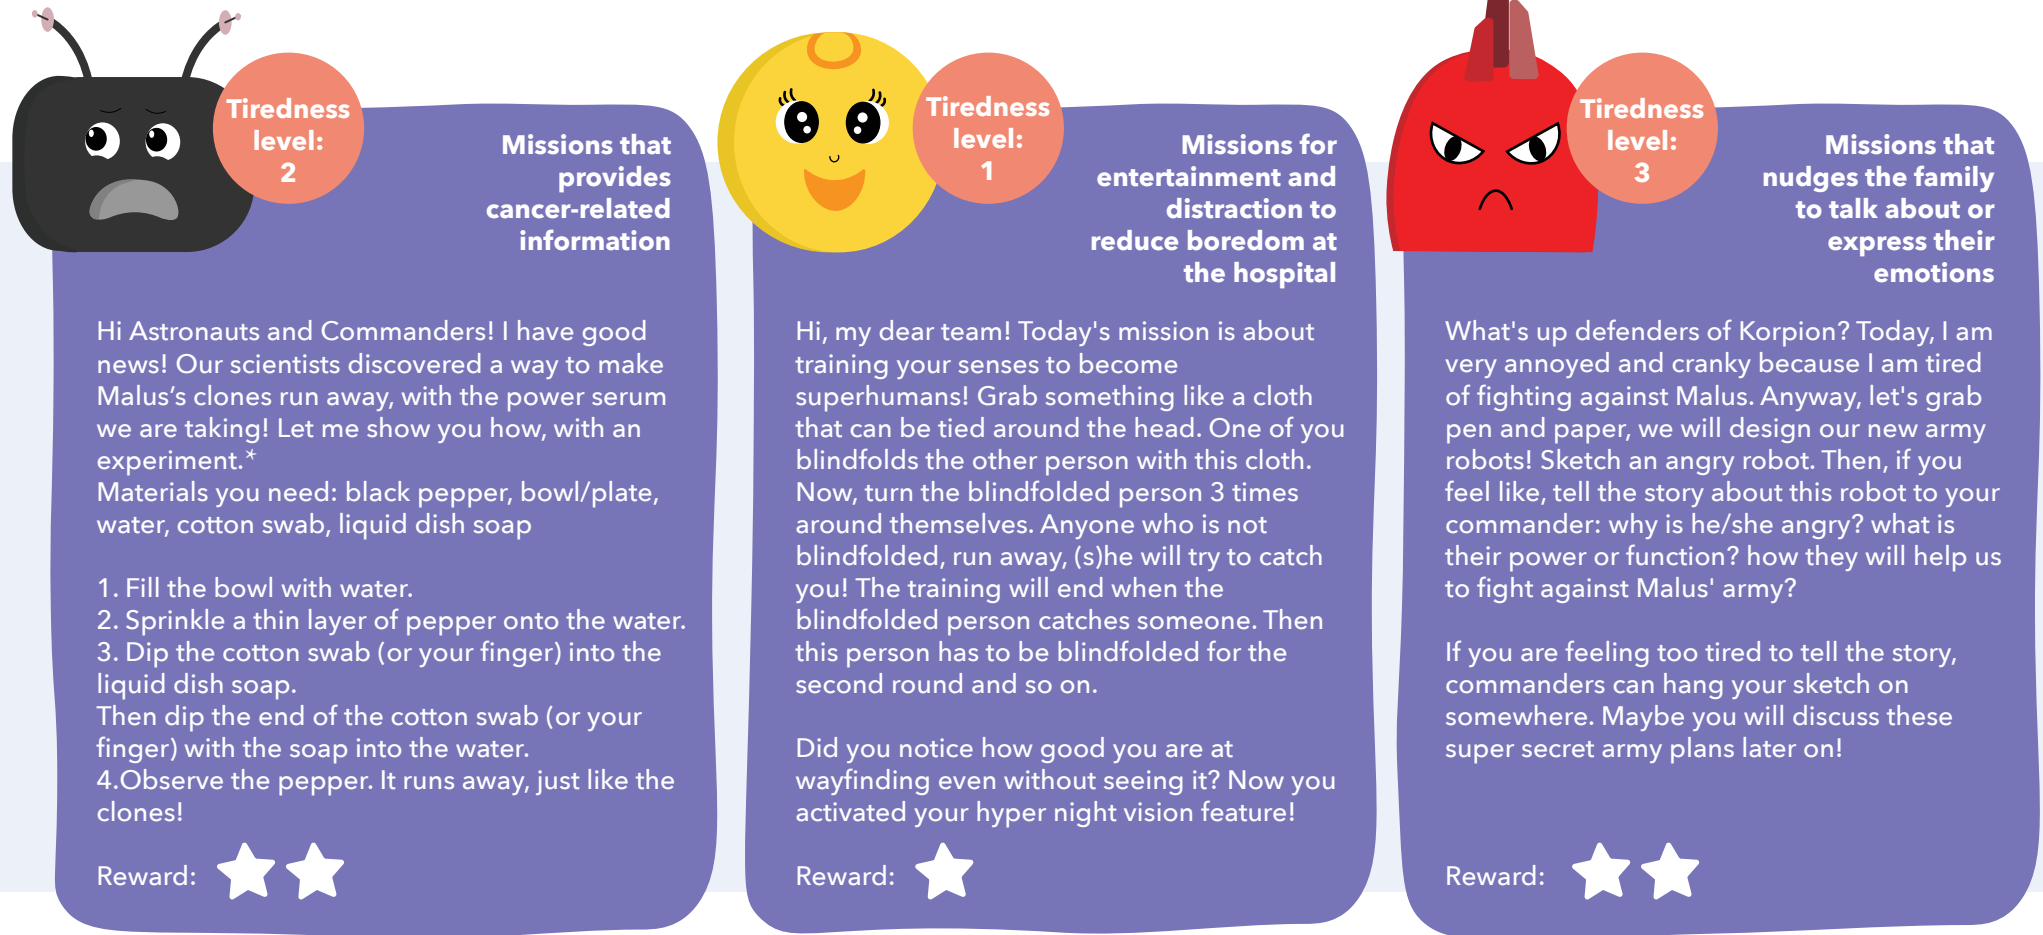 Tiredness
level:
2
Missions that
provides
cancer-related
information
Hi Astronauts and Commanders! I have good
news! Our scientists discovered a way to make
Malus’s clones run away, with the power serum
we are taking! Let me show you how, with an
experiment.*
Materials you need: black pepper, bowl/plate,
water, cotton swab, liquid dish soap
1. Fill the bowl with water.
2. Sprinkle a thin layer of pepper onto the water.
3. Dip the cotton swab (or your finger) into the
liquid dish soap.
Then dip the end of the cotton swab (or your
finger) with the soap into the water.
4.Observe the pepper. It runs away, just like the
clones!
Reward:
Tiredness
level:
1
Missions for
entertainment and
distraction to
reduce boredom at
the hospital
Hi, my dear team! Today's mission is about
training your senses to become
superhumans! Grab something like a cloth
that can be tied around the head. One of you
blindfolds the other person with this cloth.
Now, turn the blindfolded person 3 times
around themselves. Anyone who is not
blindfolded, run away, (s)he will try to catch
you! The training will end when the
blindfolded person catches someone. Then
this person has to be blindfolded for the
second round and so on.
Did you notice how good you are at
wayfinding even without seeing it? Now you
activated your hyper night vision feature!
Reward:
Tiredness
level:
3
Missions that
nudges the family
to talk about or
express their
emotions
What's up defenders of Korpion? Today, I am
very annoyed and cranky because I am tired
of fighting against Malus. Anyway, let's grab
pen and paper, we will design our new army
robots! Sketch an angry robot. Then, if you
feel like, tell the story about this robot to your
commander: why is he/she angry? what is
their power or function? how they will help us
to fight against Malus' army?
If you are feeling too tired to tell the story,
commanders can hang your sketch on
somewhere. Maybe you will discuss these
super secret army plans later on!
Reward: